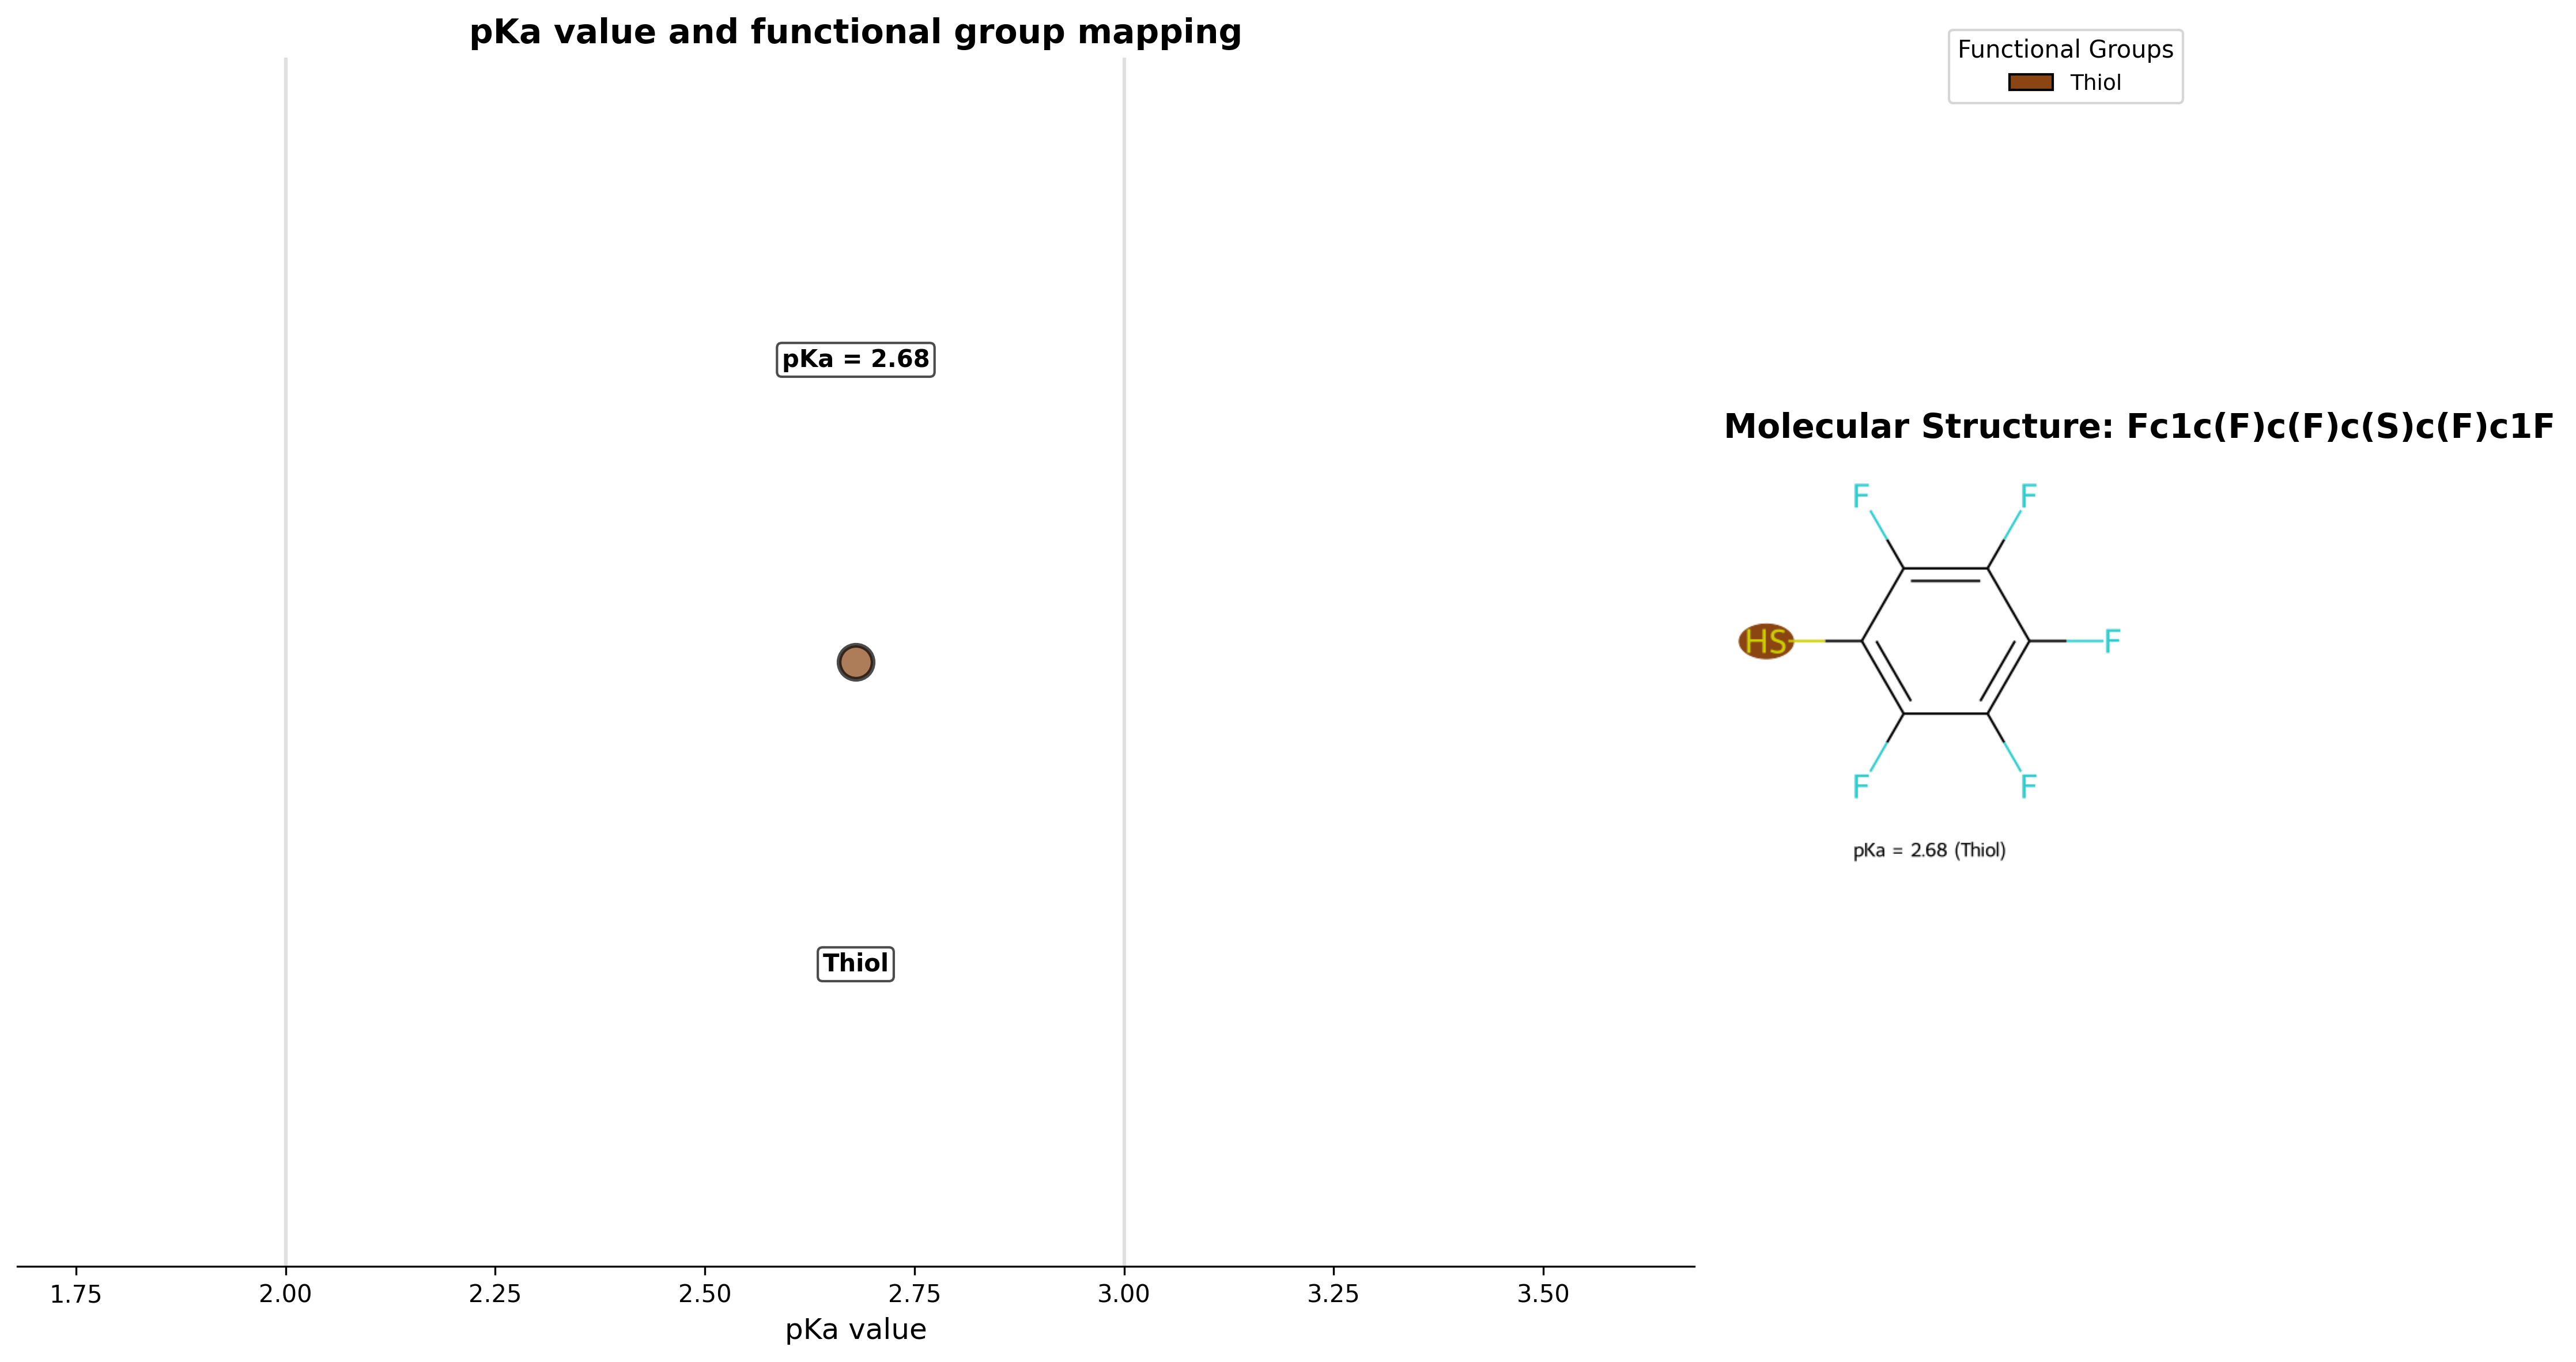 pKa value and functional group mapping
Functional Groups
Thiol
pKa = 2.68
Thiol
1.75 2.00 2.25 2.50 2.75 3.00 3.25 3.50
pKa value
Molecular Structure: Fc1c(F)c(F)c(S)c(F)c1F
F F
HS F
F F
pKa = 2.68 (Thiol)